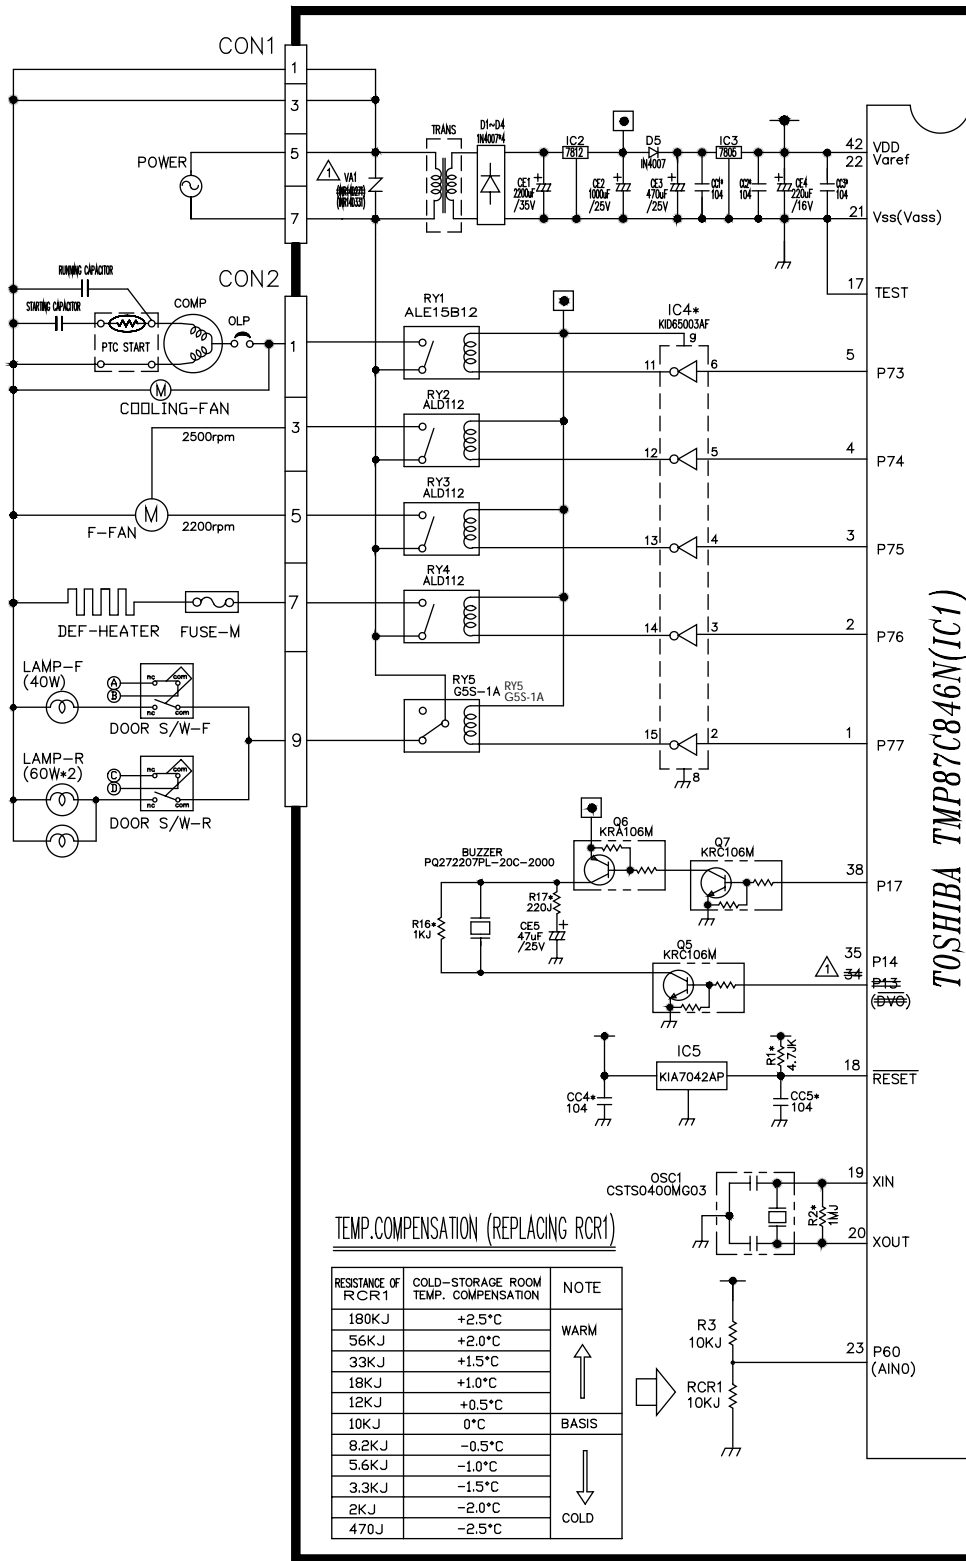 CON1
1
3
5
7
POWER
1
VA1
TRANS
D1~D4
1N4007*4
IC2
7812
D5
1N4007
IC3
7805
CE1
2200uF
/35V
CE2
1000uF
/25V
CE3
470uF
/25V
CC1*
104
CC2*
104
CE4
220uF
/16V
CC3*
104
42 VDD
22 Varef
21 Vss(Vass)
17 TEST
CON2
RUNNING CAPACITOR
STARTING CAPACITOR
PTC START
COMP
OLP
1
M
COOLING-FAN
3
2500rpm
M
F-FAN
2200rpm
5
DEF-HEATER
FUSE-M
7
LAMP-F
(40W)
A
B
nc
com
nc
com
DOOR S/W-F
9
LAMP-R
(60W*2)
C
D
nc
com
nc
com
DOOR S/W-R
RY1
ALE15B12
RY2
ALD112
RY3
ALD112
RY4
ALD112
RY5
G5S-1A
RY5
G5S-1A
IC4*
KID65003AF
9
11 6
5 P73
12 5
4 P74
13 4
3 P75
14 3
2 P76
15 2
1 P77
8
TOSHIBA TMP87C846N(IC1)
BUZZER
PQ272207PL-20C-2000
R16*
1KJ
R17*
220J
CE5
47uF
/25V
Q6
KRA106M
Q7
KRC106M
38 P17
Q5
KRC106M
1
35 P14
34 P13
(DVO)
IC5
KIA7042AP
CC4*
104
R1*
4.7JK
CC5*
104
18 RESET
OSC1
CSTS0400MG03
R2*
1MJ
19 XIN
20 XOUT
R3
10KJ
RCR1
10KJ
23 P60
(AIN0)
TEMP.COMPENSATION (REPLACING RCR1)
RESISTANCE OF RCR1 COLD-STORAGE ROOM TEMP. COMPENSATION NOTE
180KJ +2.5°C
56KJ +2.0°C
WARM
33KJ +1.5°C
18KJ +1.0°C
12KJ +0.5°C
10KJ 0°C BASIS
8.2KJ -0.5°C
5.6KJ -1.0°C
3.3KJ -1.5°C
2KJ -2.0°C
COLD
470J -2.5°C